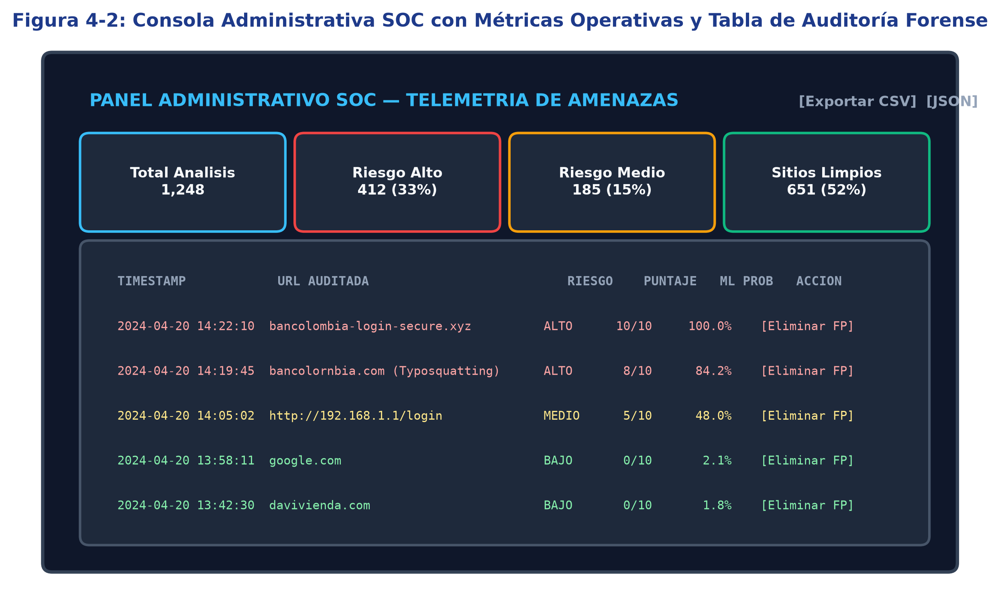 Figura 4-2: Consola Administrativa SOC con Métricas Operativas y Tabla de Auditoría Forense
PANEL ADMINISTRATIVO SOC — TELEMETRIA DE AMENAZAS [Exportar CSV] [JSON]
Total Analisis
1,248
Riesgo Alto
412 (33%)
Riesgo Medio
185 (15%)
Sitios Limpios
651 (52%)
TIMESTAMP URL AUDITADA RIESGO PUNTAJE ML PROB ACCION
2024-04-20 14:22:10 bancolombia-login-secure.xyz ALTO 10/10 100.0% [Eliminar FP]
2024-04-20 14:19:45 bancolornbia.com (Typosquatting) ALTO 8/10 84.2% [Eliminar FP]
2024-04-20 14:05:02 http://192.168.1.1/login MEDIO 5/10 48.0% [Eliminar FP]
2024-04-20 13:58:11 google.com BAJO 0/10 2.1% [Eliminar FP]
2024-04-20 13:42:30 davivienda.com BAJO 0/10 1.8% [Eliminar FP]